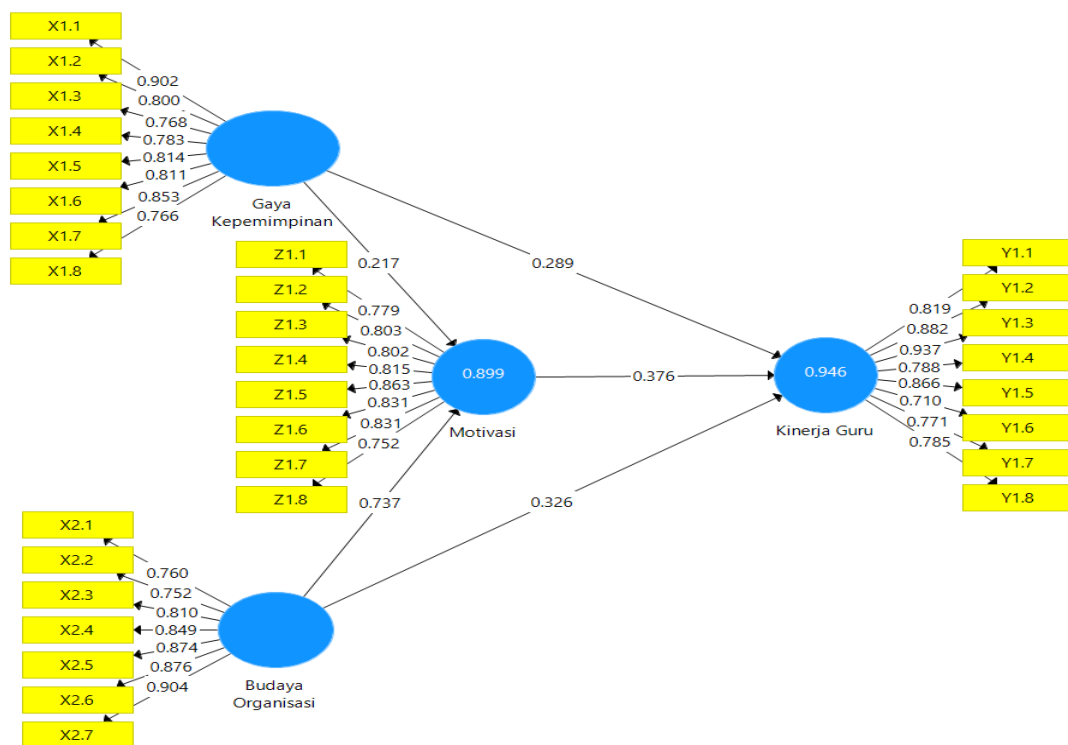 X1.1
X1.2
X1.3
X1.4
X1.5
X1.6
X1.7
X1.8
0.902
0.800
0.768
0.783
0.814
0.811
0.853
0.766
Gaya
Kepemimpinan
0.217
0.289
Z1.1
Z1.2
Z1.3
Z1.4
Z1.5
Z1.6
Z1.7
Z1.8
0.779
0.803
0.802
0.815
0.863
0.831
0.831
0.752
0.899
Motivasi
0.376
0.946
Kinerja Guru
0.819
0.882
0.937
0.788
0.866
0.710
0.771
0.785
Y1.1
Y1.2
Y1.3
Y1.4
Y1.5
Y1.6
Y1.7
Y1.8
0.737
0.326
X2.1
X2.2
X2.3
X2.4
X2.5
X2.6
X2.7
0.760
0.752
0.810
0.849
0.874
0.876
0.904
Budaya
Organisasi